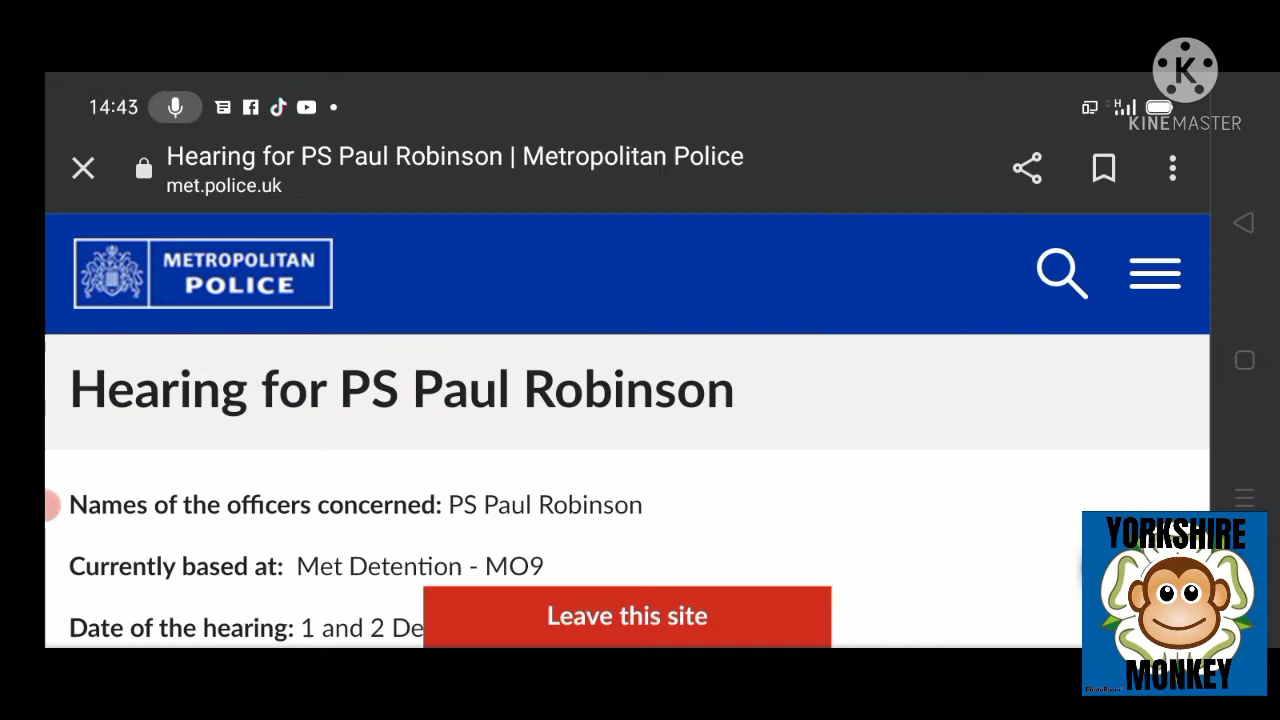 14:43
H
K
KINEMASTER
Hearing for PS Paul Robinson | Metropolitan Police
met.police.uk
METROPOLITAN
POLICE
Hearing for PS Paul Robinson
Names of the officers concerned: PS Paul Robinson
Currently based at: Met Detention - MO9
Date of the hearing: 1 and 2 De
Leave this site
YORKSHIRE
MONKEY
PhotoRoom